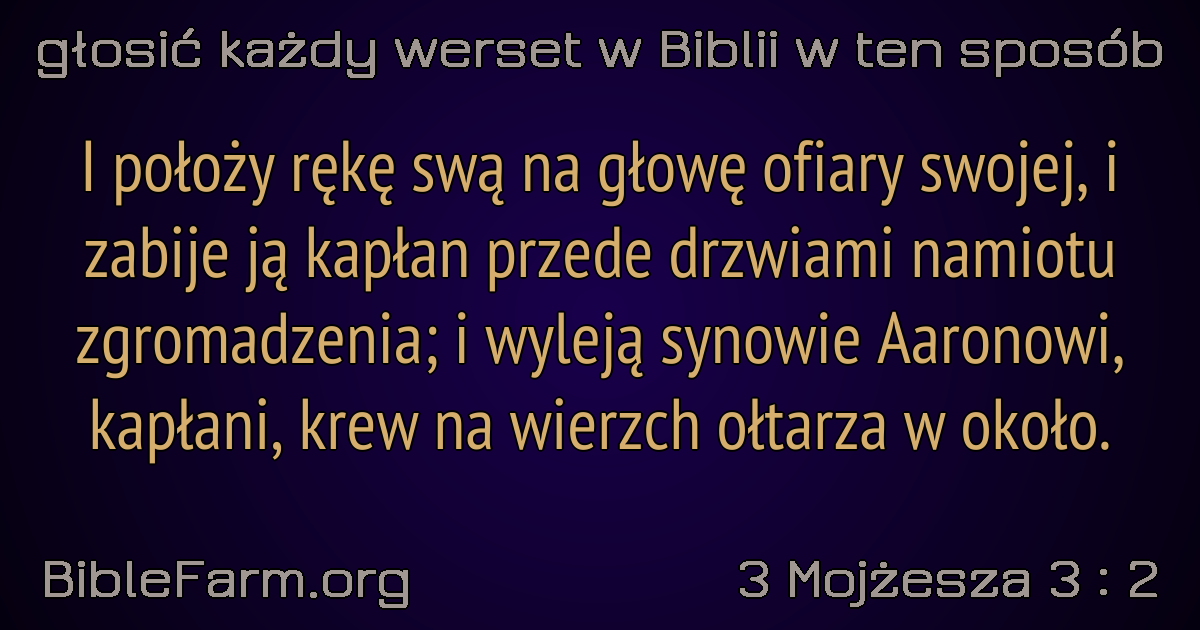 głosić każdy werset w Biblii w ten sposób
I położy rękę swą na głowę ofiary swojej, i
zabije ją kapłan przede drzwiami namiotu
zgromadzenia; i wyleją synowie Aaronowi,
kapłani, krew na wierzch ołtarza w około.
BibleFarm.org
3 Mojżesza 3 : 2